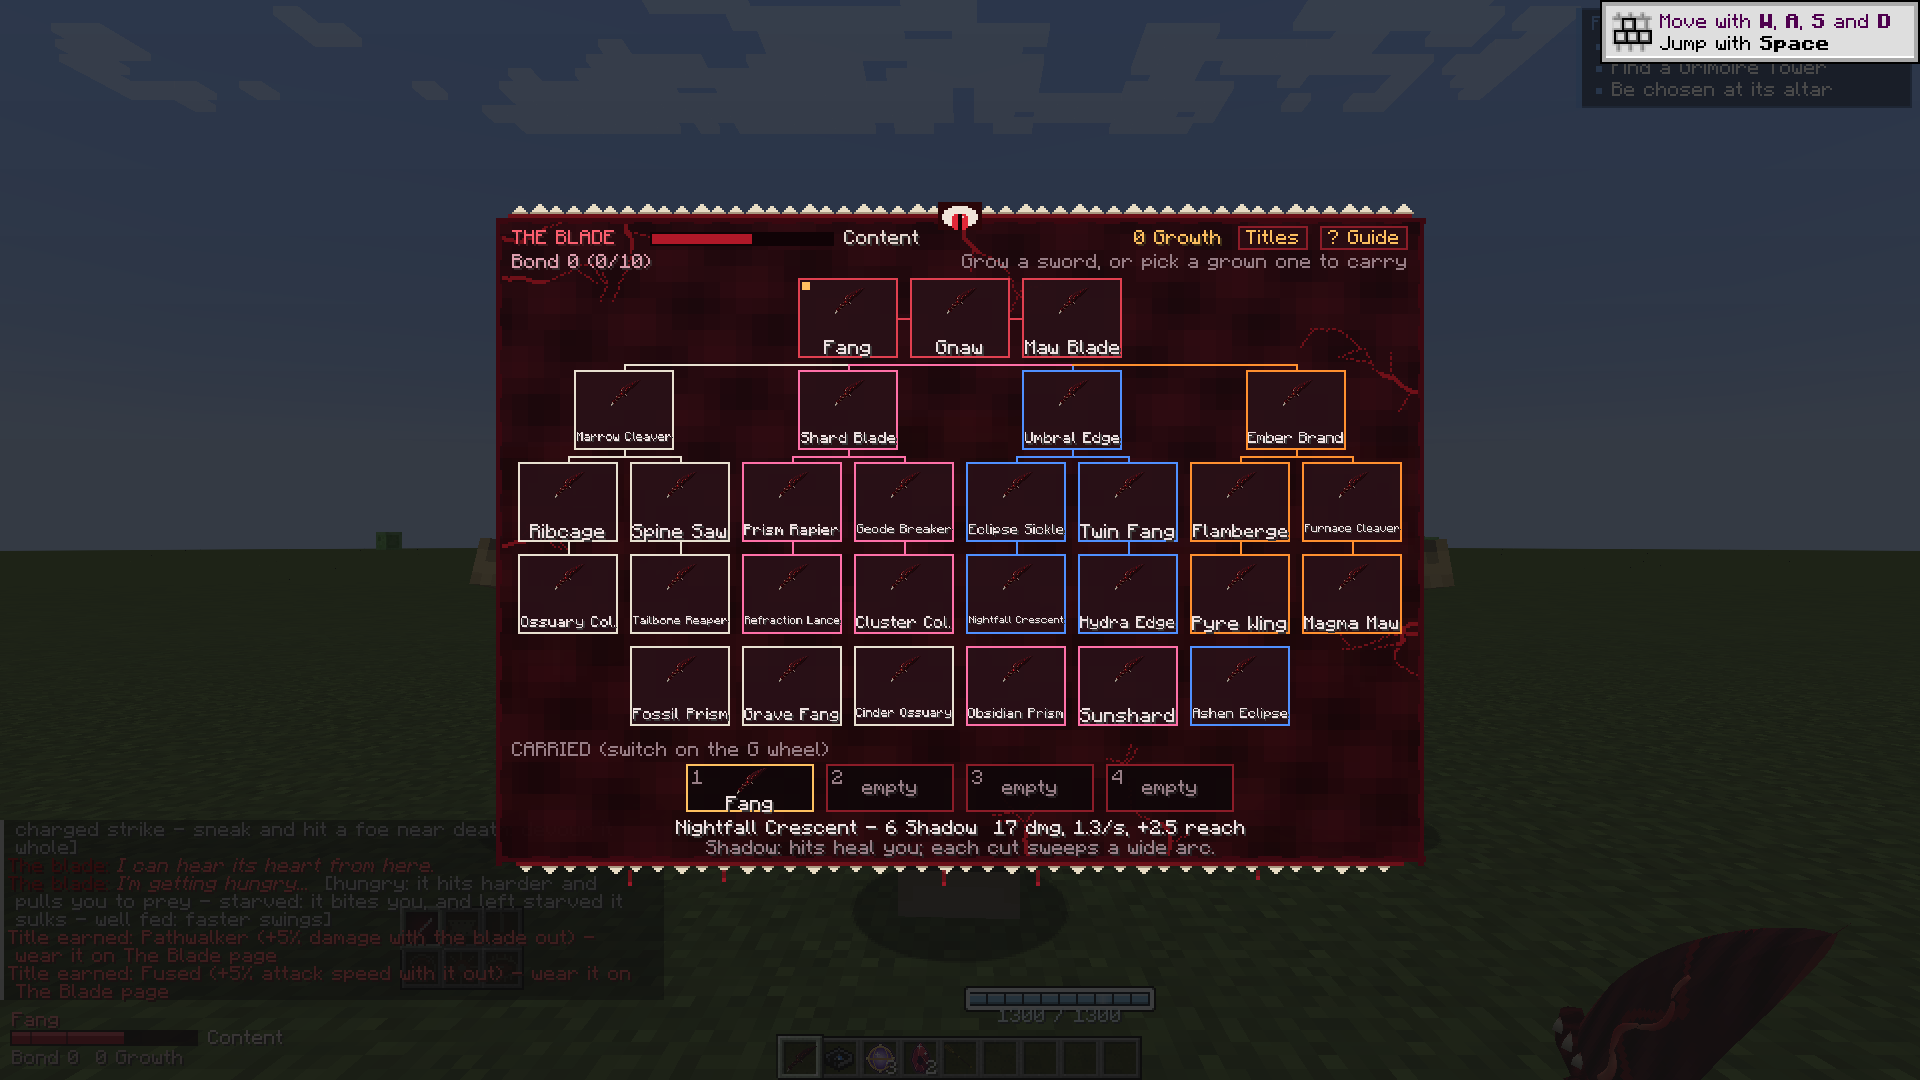 Move with W, A, S and D
Jump with Space
Find a Grimoire Tower
Be chosen at its altar
THE BLADE
Content
0 Growth
Titles
? Guide
Bond 0 (0/10)
Grow a sword, or pick a grown one to carry
Fang
Gnaw
Maw Blade
Marrow Cleaver
Shard Blade
Umbral Edge
Ember Brand
Ribcage
Spine Saw
Prism Rapier
Geode Breaker
Eclipse Sickle
Twin Fang
Flamberge
Furnace Cleaver
Ossuary Col.
Tailbone Reaper
Refraction Lance
Cluster Col.
Nightfall Crescent
Hydra Edge
Pyre Wing
Magma Maw
Fossil Prism
Grave Fang
Cinder Ossuary
Obsidian Prism
Sunshard
Ashen Eclipse
CARRIED (switch on the G wheel)
1
Fang
2
empty
3
empty
4
empty
Nightfall Crescent - 6 Shadow 17 dmg, 1.3/s, +2.5 reach
Shadow: hits heal you; each cut sweeps a wide arc.
charged strike - sneak and hit a foe near deat
whole]
The blade: I can hear its heart from here.
The blade: I'm getting hungry... [hungry: it hits harder and
pulls you to prey - starved: it bites you, and left starved it
sulks - well fed: faster swings]
Title earned: Pathwalker (+5% damage with the blade out) -
wear it on The Blade page
Title earned: Fused (+5% attack speed with it out) - wear it on
The Blade page
Fang
Content
Bond 0 0 Growth
1300 / 1300
3
2